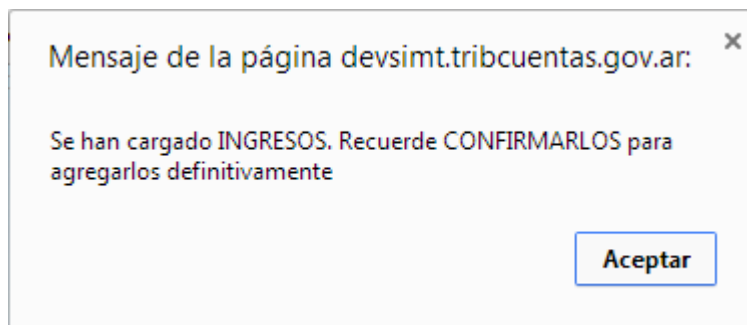 Mensaje de la página devsimt.tribcuentas.gov.ar:
Se han cargado INGRESOS. Recuerde CONFIRMARLOS para
agregarlos definitivamente
Aceptar